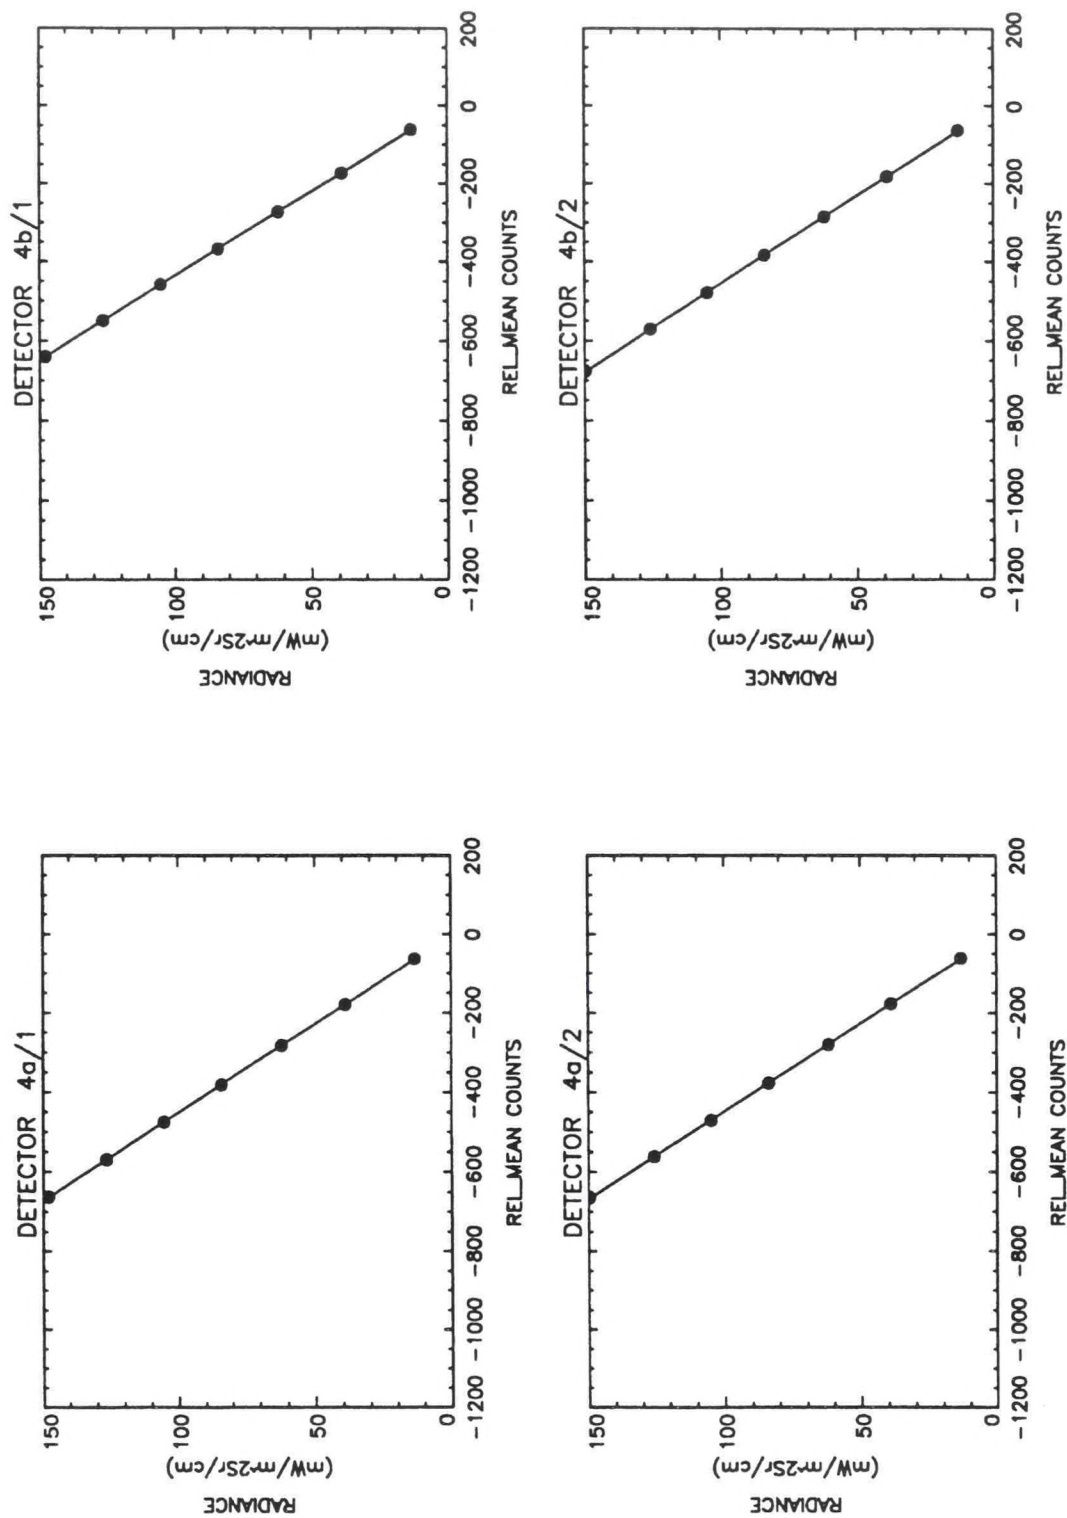 DETECTOR 4a/1
RADIANCE
(mW/m^2Sr/cm)
150
100
50
0
-1200 -1000 -800 -600 -400 -200 0 200
REL_MEAN COUNTS
DETECTOR 4b/1
RADIANCE
(mW/m^2Sr/cm)
150
100
50
0
-1200 -1000 -800 -600 -400 -200 0 200
REL_MEAN COUNTS
DETECTOR 4a/2
RADIANCE
(mW/m^2Sr/cm)
150
100
50
0
-1200 -1000 -800 -600 -400 -200 0 200
REL_MEAN COUNTS
DETECTOR 4b/2
RADIANCE
(mW/m^2Sr/cm)
150
100
50
0
-1200 -1000 -800 -600 -400 -200 0 200
REL_MEAN COUNTS